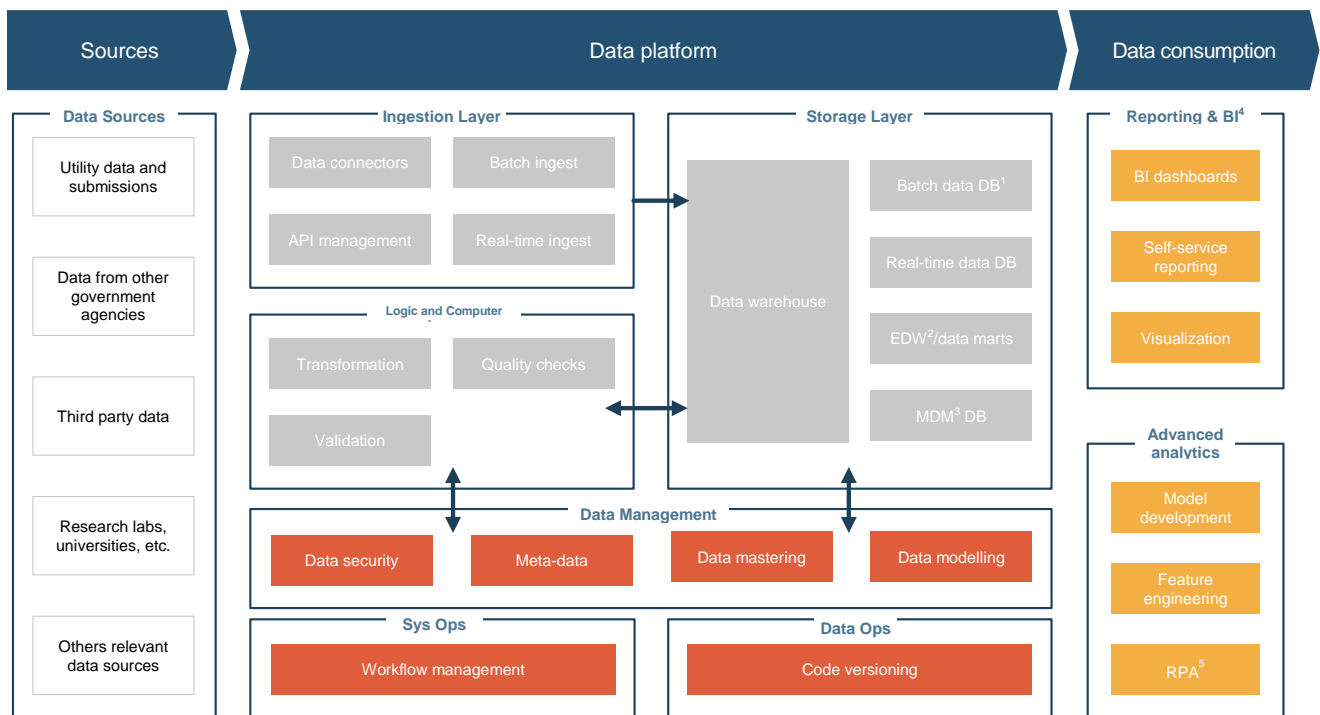 Sources
Data platform
Data consumption
Data Sources
Utility data and
submissions
Data from other
government
agencies
Third party data
Research labs,
universities, etc.
Others relevant
data sources
Ingestion Layer
Data connectors
Batch ingest
API management
Real-time ingest
Logic and Computer
Transformation
Quality checks
Validation
Storage Layer
Data warehouse
Batch data DB¹
Real-time data DB
EDW²/data marts
MDM³ DB
Data Management
Data security
Meta-data
Data mastering
Data modelling
Sys Ops
Workflow management
Data Ops
Code versioning
Reporting & BI⁴
BI dashboards
Self-service
reporting
Visualization
Advanced
analytics
Model
development
Feature
engineering
RPA⁵